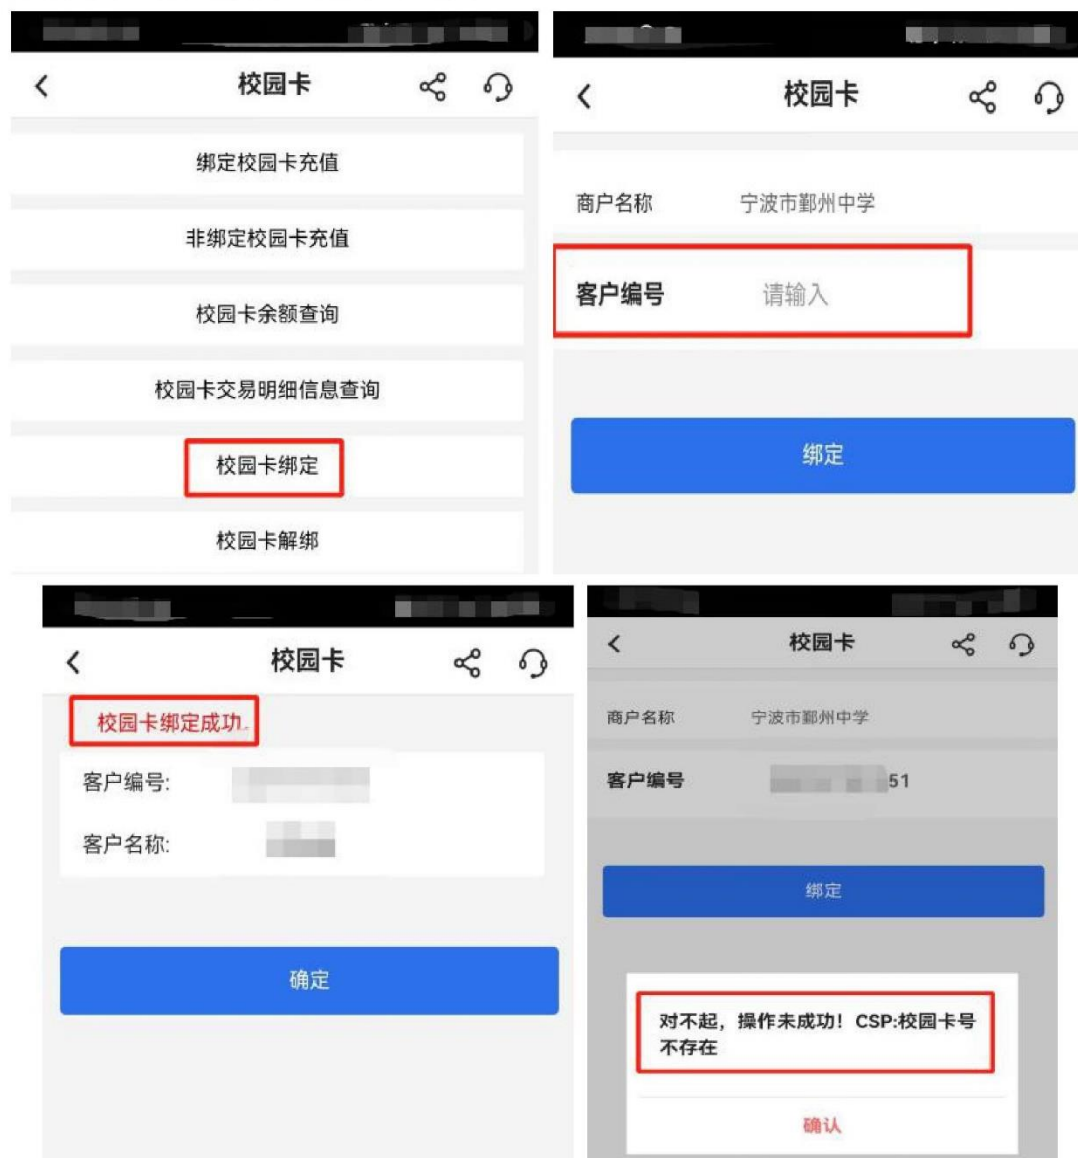 校园卡
绑定校园卡充值
非绑定校园卡充值
校园卡余额查询
校园卡交易明细信息查询
校园卡绑定
校园卡解绑
校园卡
商户名称 宁波市鄞州中学
客户编号 请输入
绑定
校园卡
校园卡绑定成功。
客户编号:
客户名称:
确定
校园卡
商户名称 宁波市鄞州中学
客户编号 51
绑定
对不起，操作未成功！CSP:校园卡号
不存在
确认